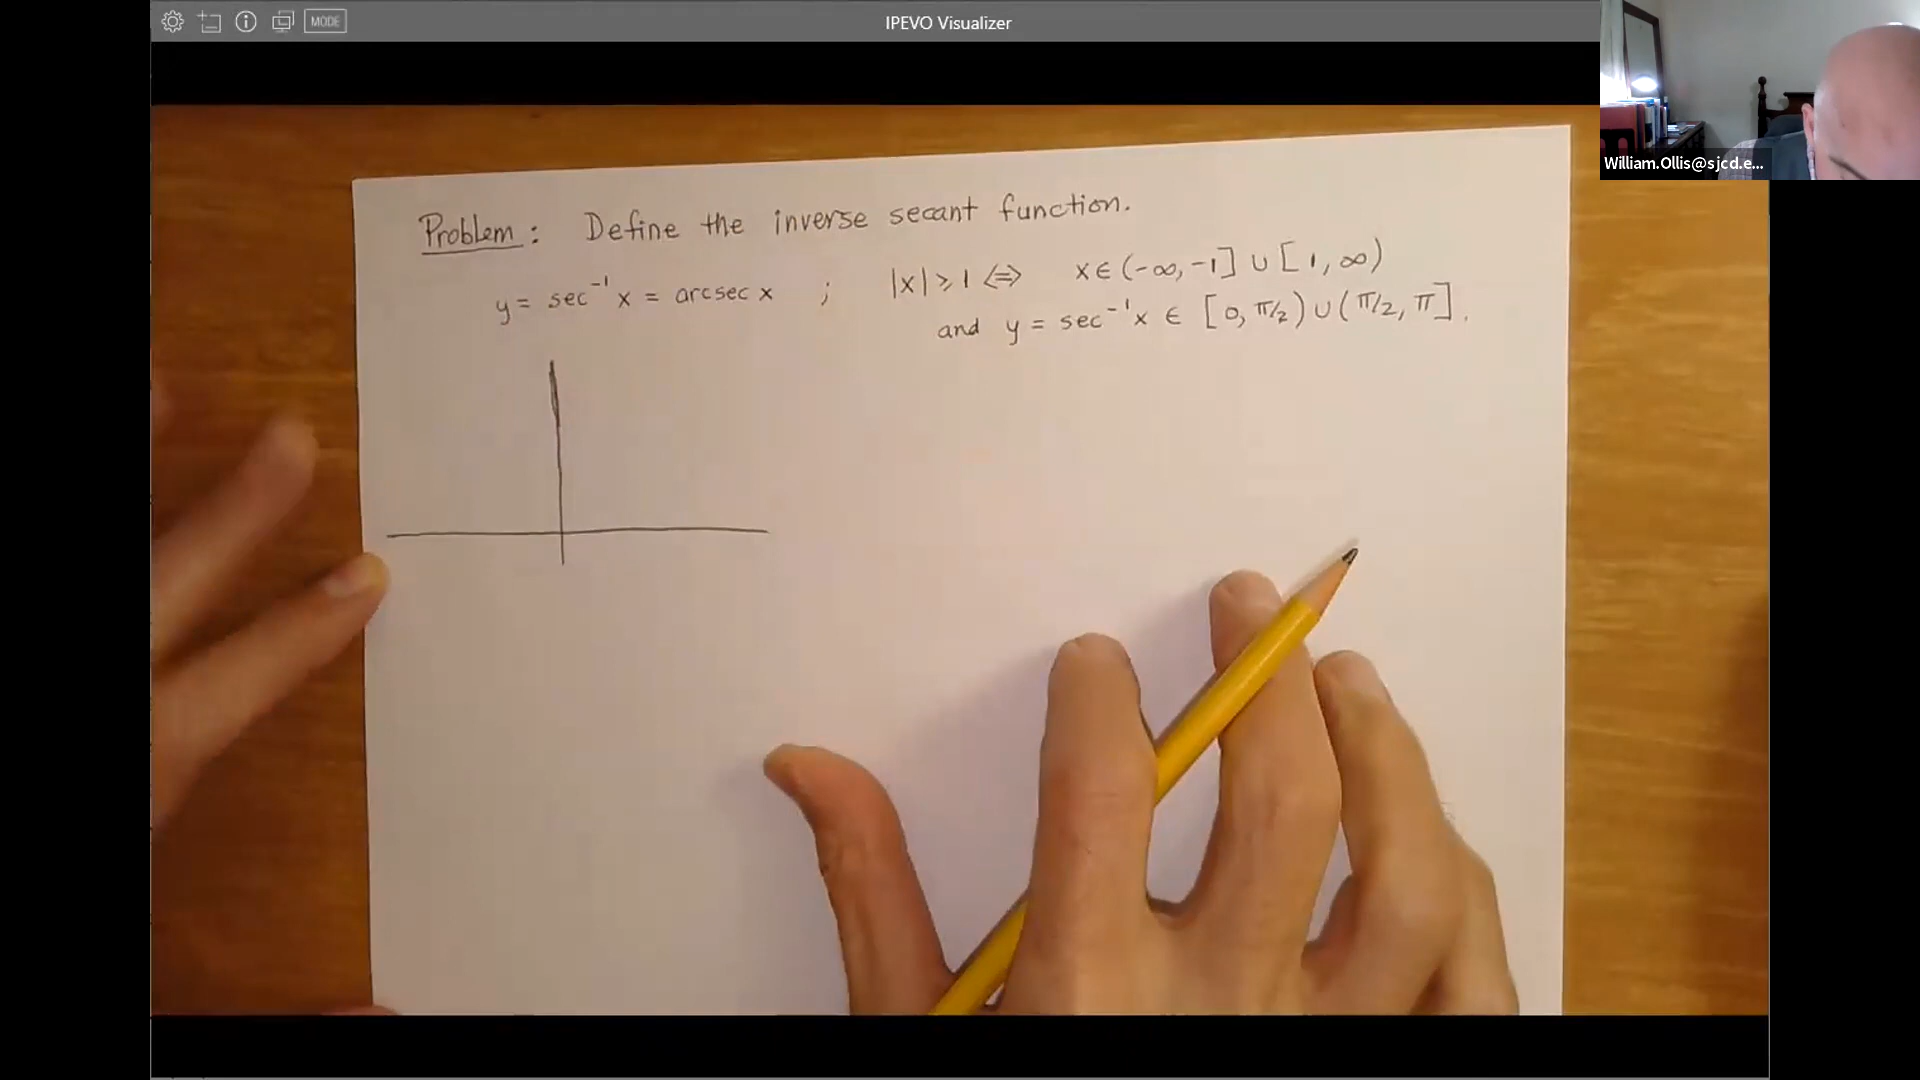 MODE
IPEVO Visualizer
William.Ollis@sjcd.e...
Problem: Define the inverse secant function.
y = sec⁻¹ x = arcsec x ; |x| ⩾ 1 ⇔ x ∈ (-∞, -1] ∪ [1, ∞)
and y = sec⁻¹x ∈ [0, π/2) ∪ (π/2, π].